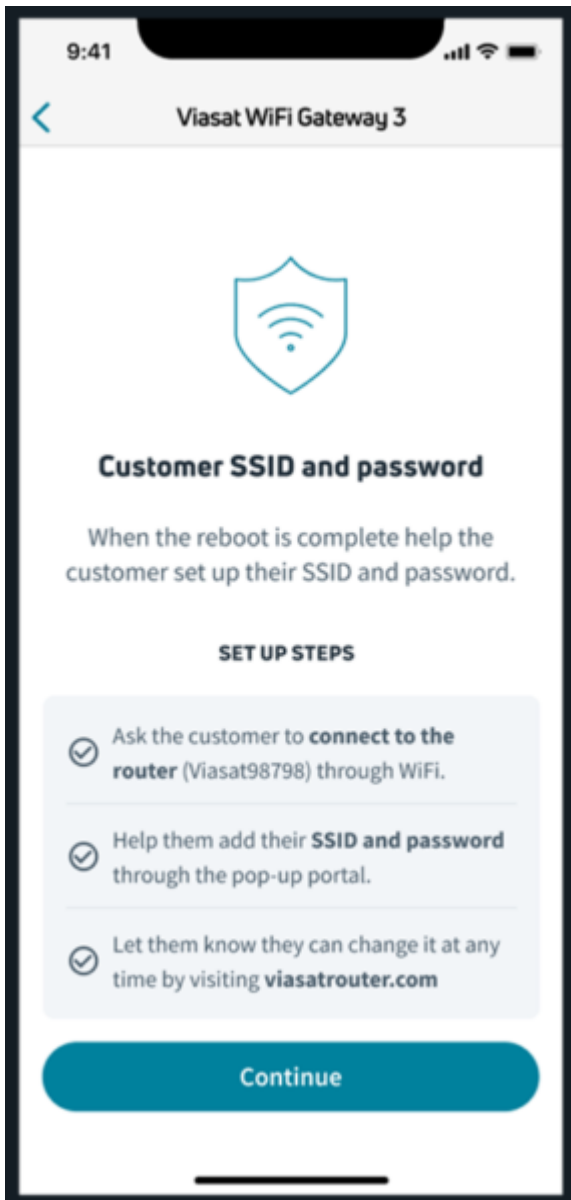 9:41
Viasat WiFi Gateway 3
Customer SSID and password
When the reboot is complete help the
customer set up their SSID and password.
SET UP STEPS
Ask the customer to connect to the
router (Viasat98798) through WiFi.
Help them add their SSID and password
through the pop-up portal.
Let them know they can change it at any
time by visiting viasatrouter.com
Continue